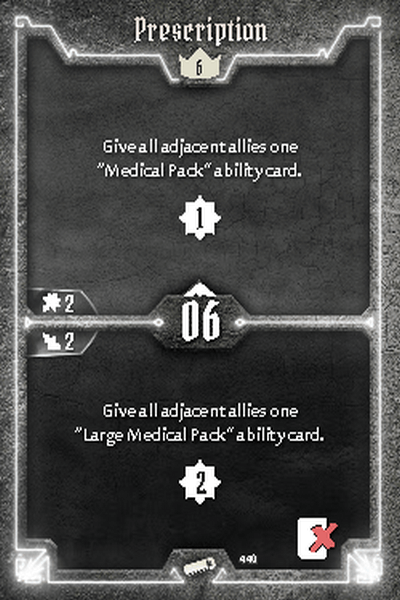 Prescription
6
Give all adjacent allies one
"Medical Pack" ability card.
1
2
06
2
Give all adjacent allies one
"Large Medical Pack" ability card.
2
440